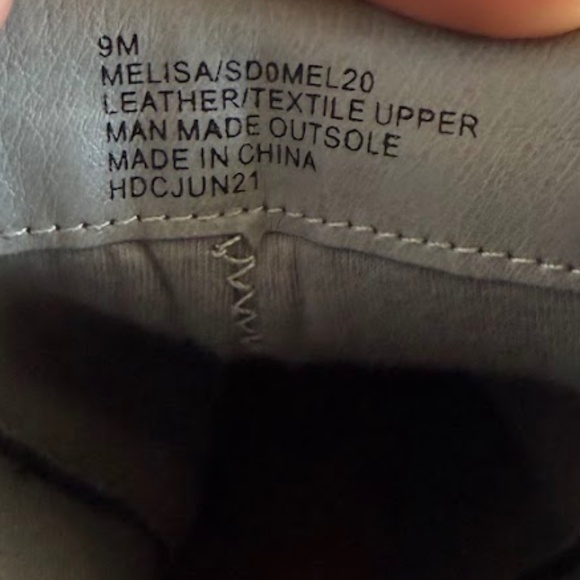 9M
MELISA/SD0MEL20
LEATHER/TEXTILE UPPER
MAN MADE OUTSOLE
MADE IN CHINA
HDCJUN21